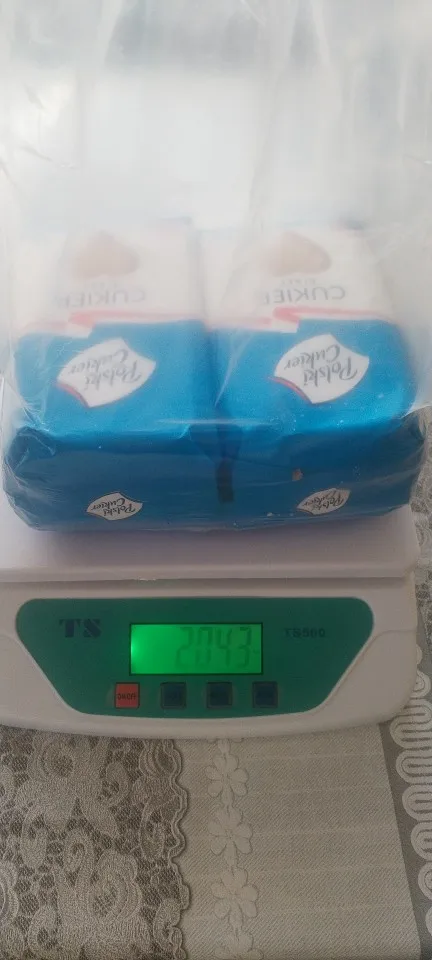 CUKIER
CUKIER
Polski
Cukier
Polski
Cukier
Polski
Cukier
Polski
Cukier
TS
2043
TS500
ON/OFF